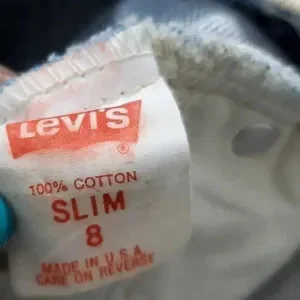 Levi's
100% COTTON
SLIM
8
MADE IN U.S.A.
CARE ON REVERSE